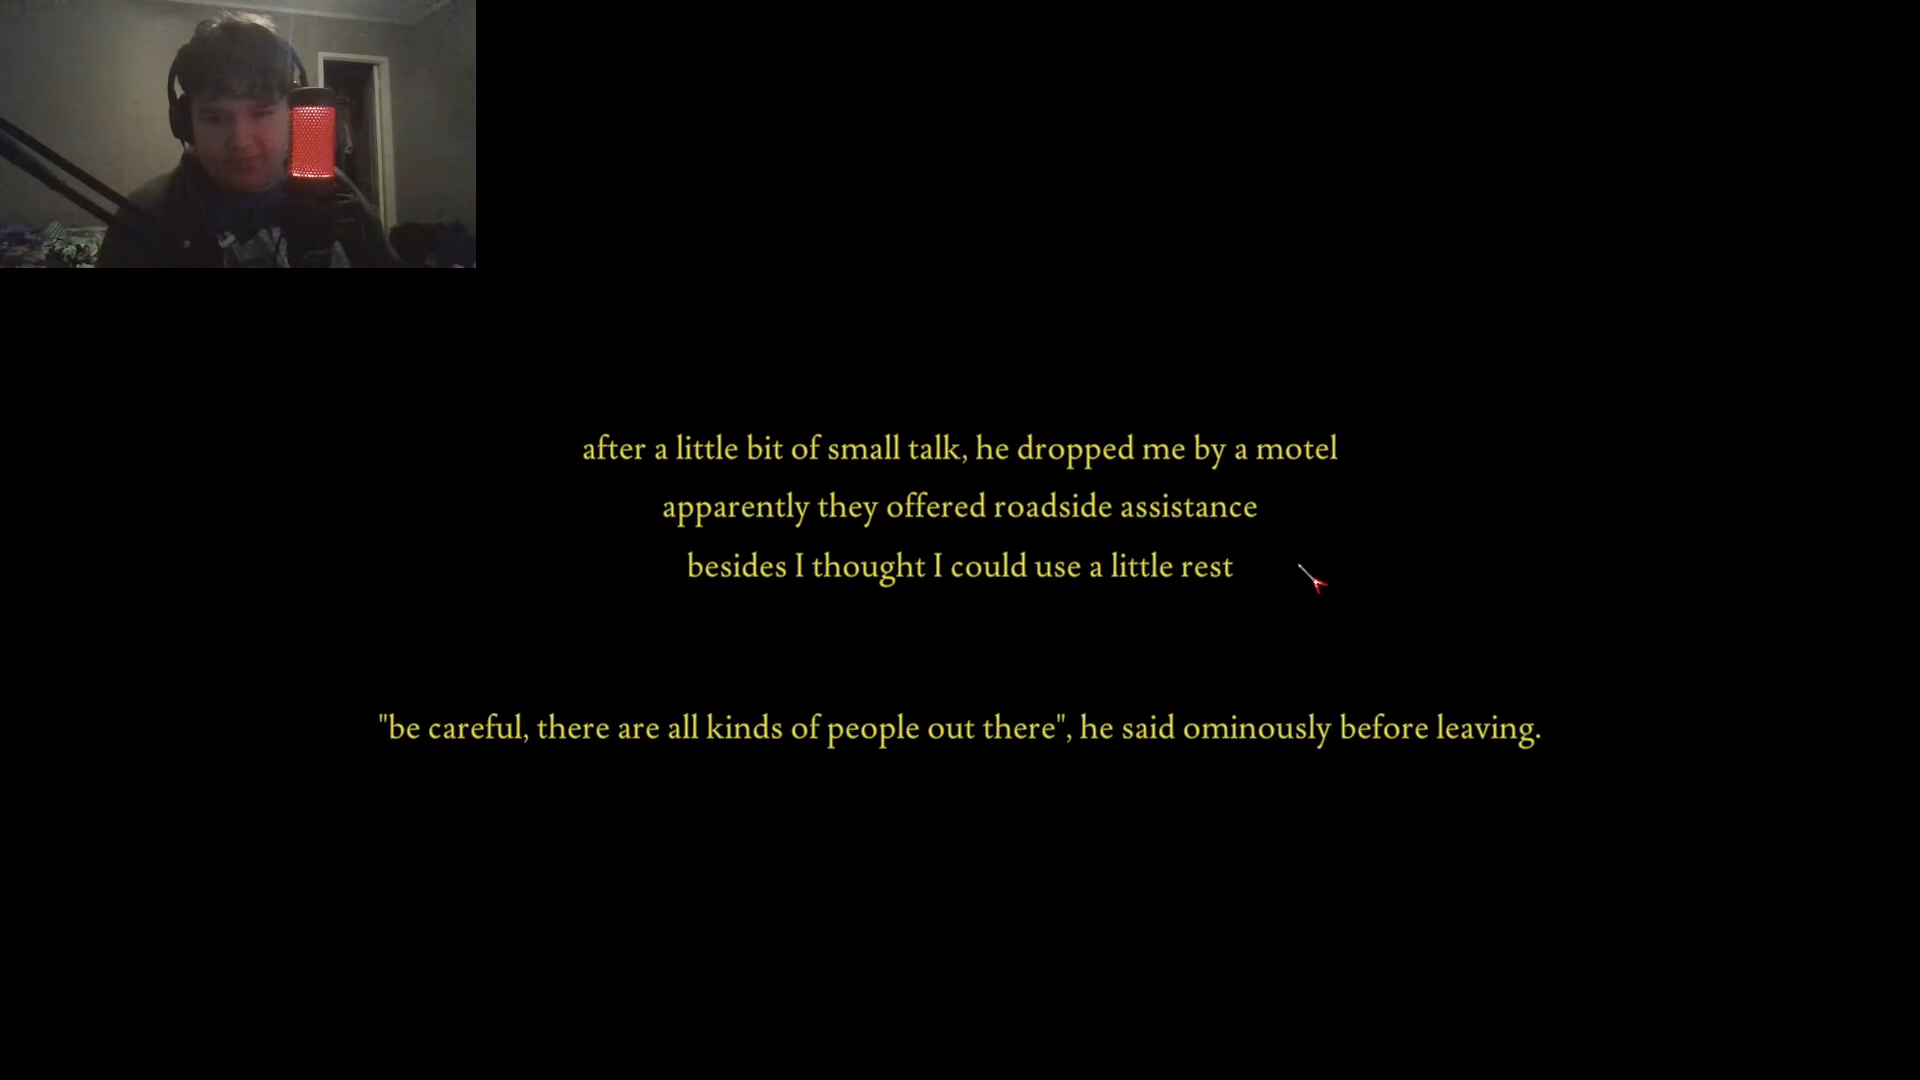 after a little bit of small talk, he dropped me by a motel
apparently they offered roadside assistance
besides I thought I could use a little rest
"be careful, there are all kinds of people out there", he said ominously before leaving.